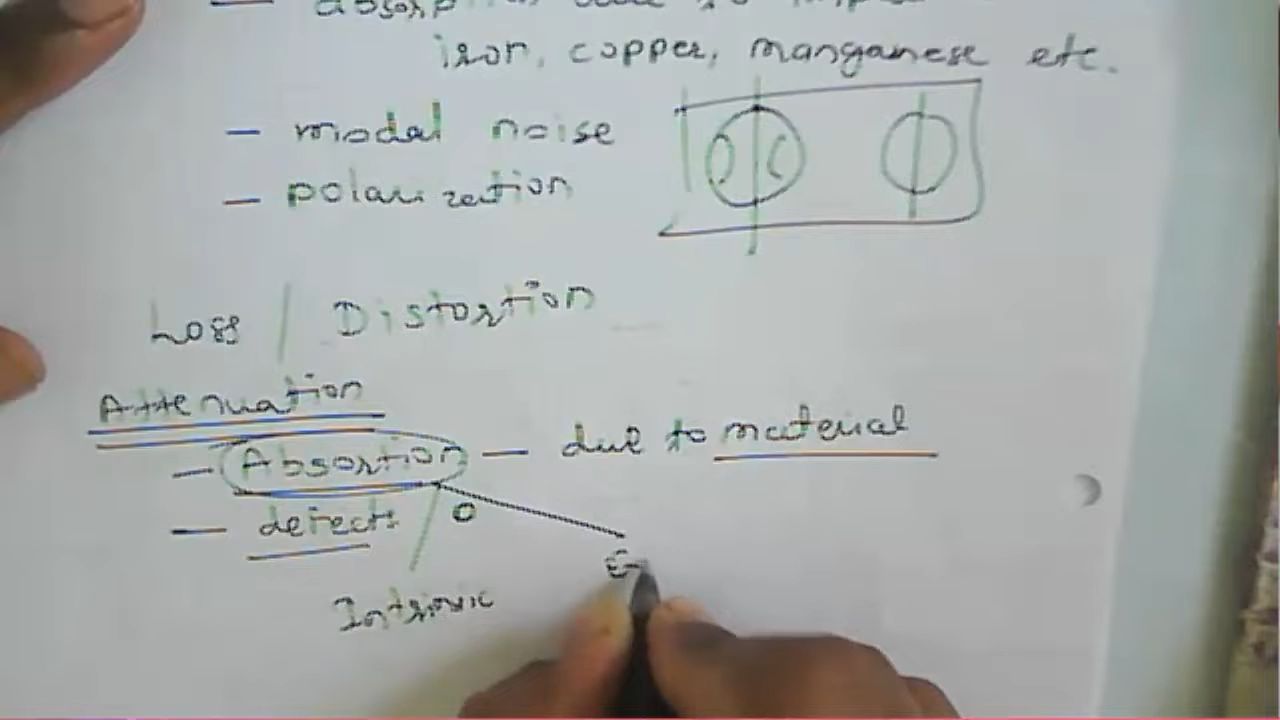 iron, copper, manganese etc.
— modal noise
— polarization
Loss / Distortion
Attenuation
— Absortion — due to material
— defects
Intrinsic